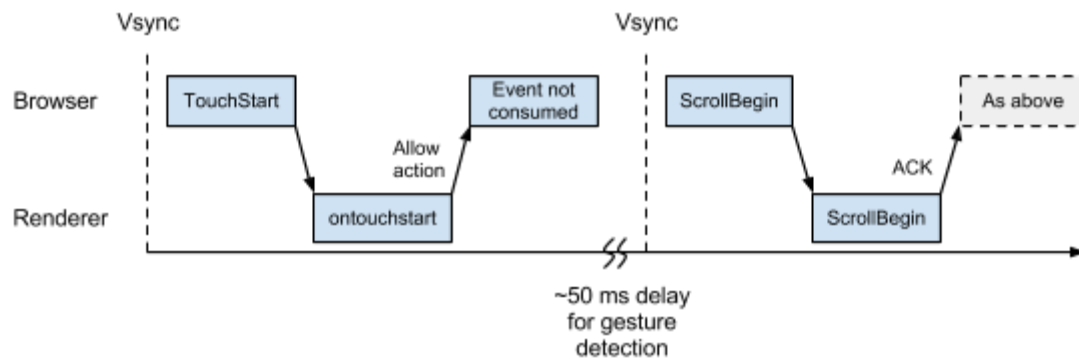 Vsync
Vsync
Browser
TouchStart
Event not
consumed
ScrollBegin
As above
Allow
action
ACK
Renderer
ontouchstart
ScrollBegin
~50 ms delay
for gesture
detection